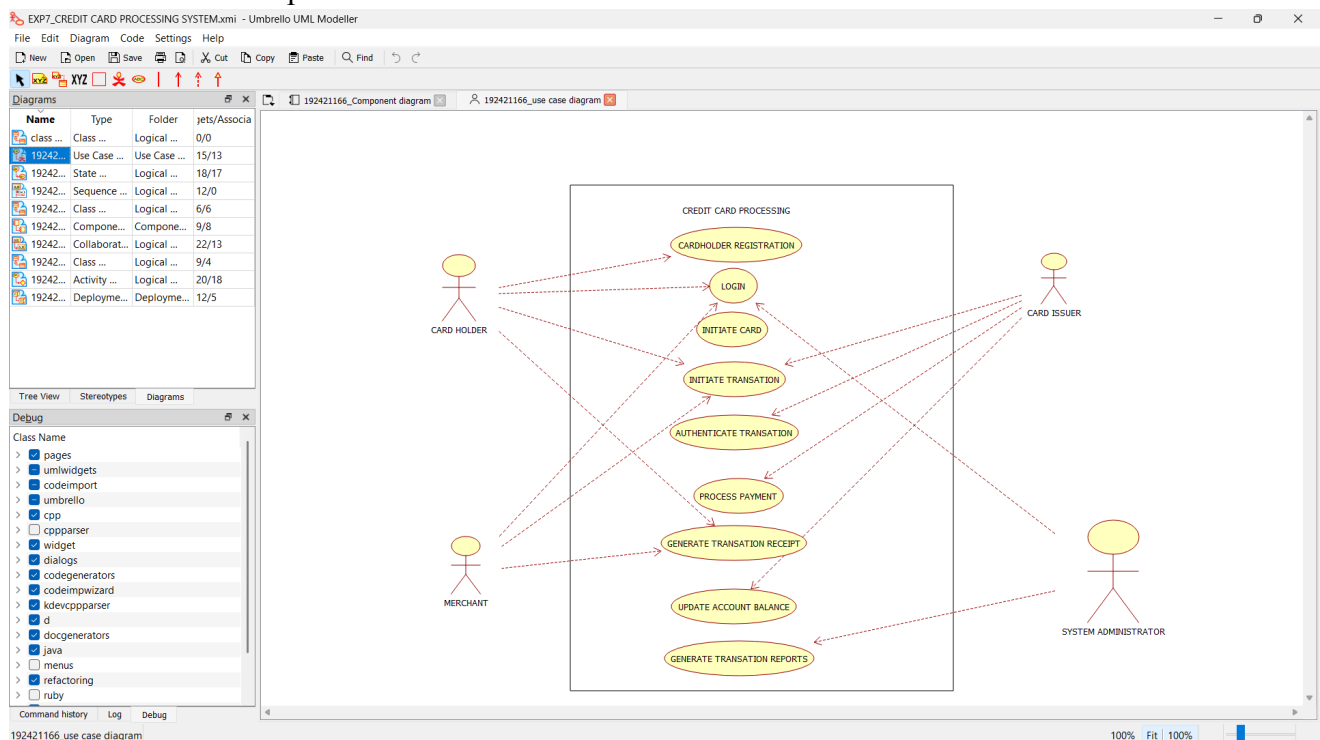 EXP7_CREDIT CARD PROCESSING SYSTEM.xmi - Umbrello UML Modeller
File Edit Diagram Code Settings Help
New Open Save Cut Copy Paste Find
XYZ XYZ
Diagrams
192421166_Component diagram 192421166_use case diagram
Name Type Folder jets/Associa
class ... Class ... Logical ... 0/0
19242... Use Case ... Use Case ... 15/13
19242... State ... Logical ... 18/17
19242... Sequence ... Logical ... 12/0
19242... Class ... Logical ... 6/6
19242... Compone... Compone... 9/8
19242... Collaborat... Logical ... 22/13
19242... Class ... Logical ... 9/4
19242... Activity ... Logical ... 20/18
19242... Deployme... Deployme... 12/5
Tree View Stereotypes Diagrams
Debug
Class Name
pages
umlwidgets
codeimport
umbrello
cpp
cppparser
widget
dialogs
codegenerators
codeimpwizard
kdevcppparser
d
docgenerators
java
menus
refactoring
ruby
Command history Log Debug
192421166_use case diagram
100% Fit 100%
CREDIT CARD PROCESSING
CARDHOLDER REGISTRATION
LOGIN
INITIATE CARD
INITIATE TRANSATION
AUTHENTICATE TRANSATION
PROCESS PAYMENT
GENERATE TRANSATION RECEIPT
UPDATE ACCOUNT BALANCE
GENERATE TRANSATION REPORTS
CARD HOLDER
MERCHANT
CARD ISSUER
SYSTEM ADMINISTRATOR